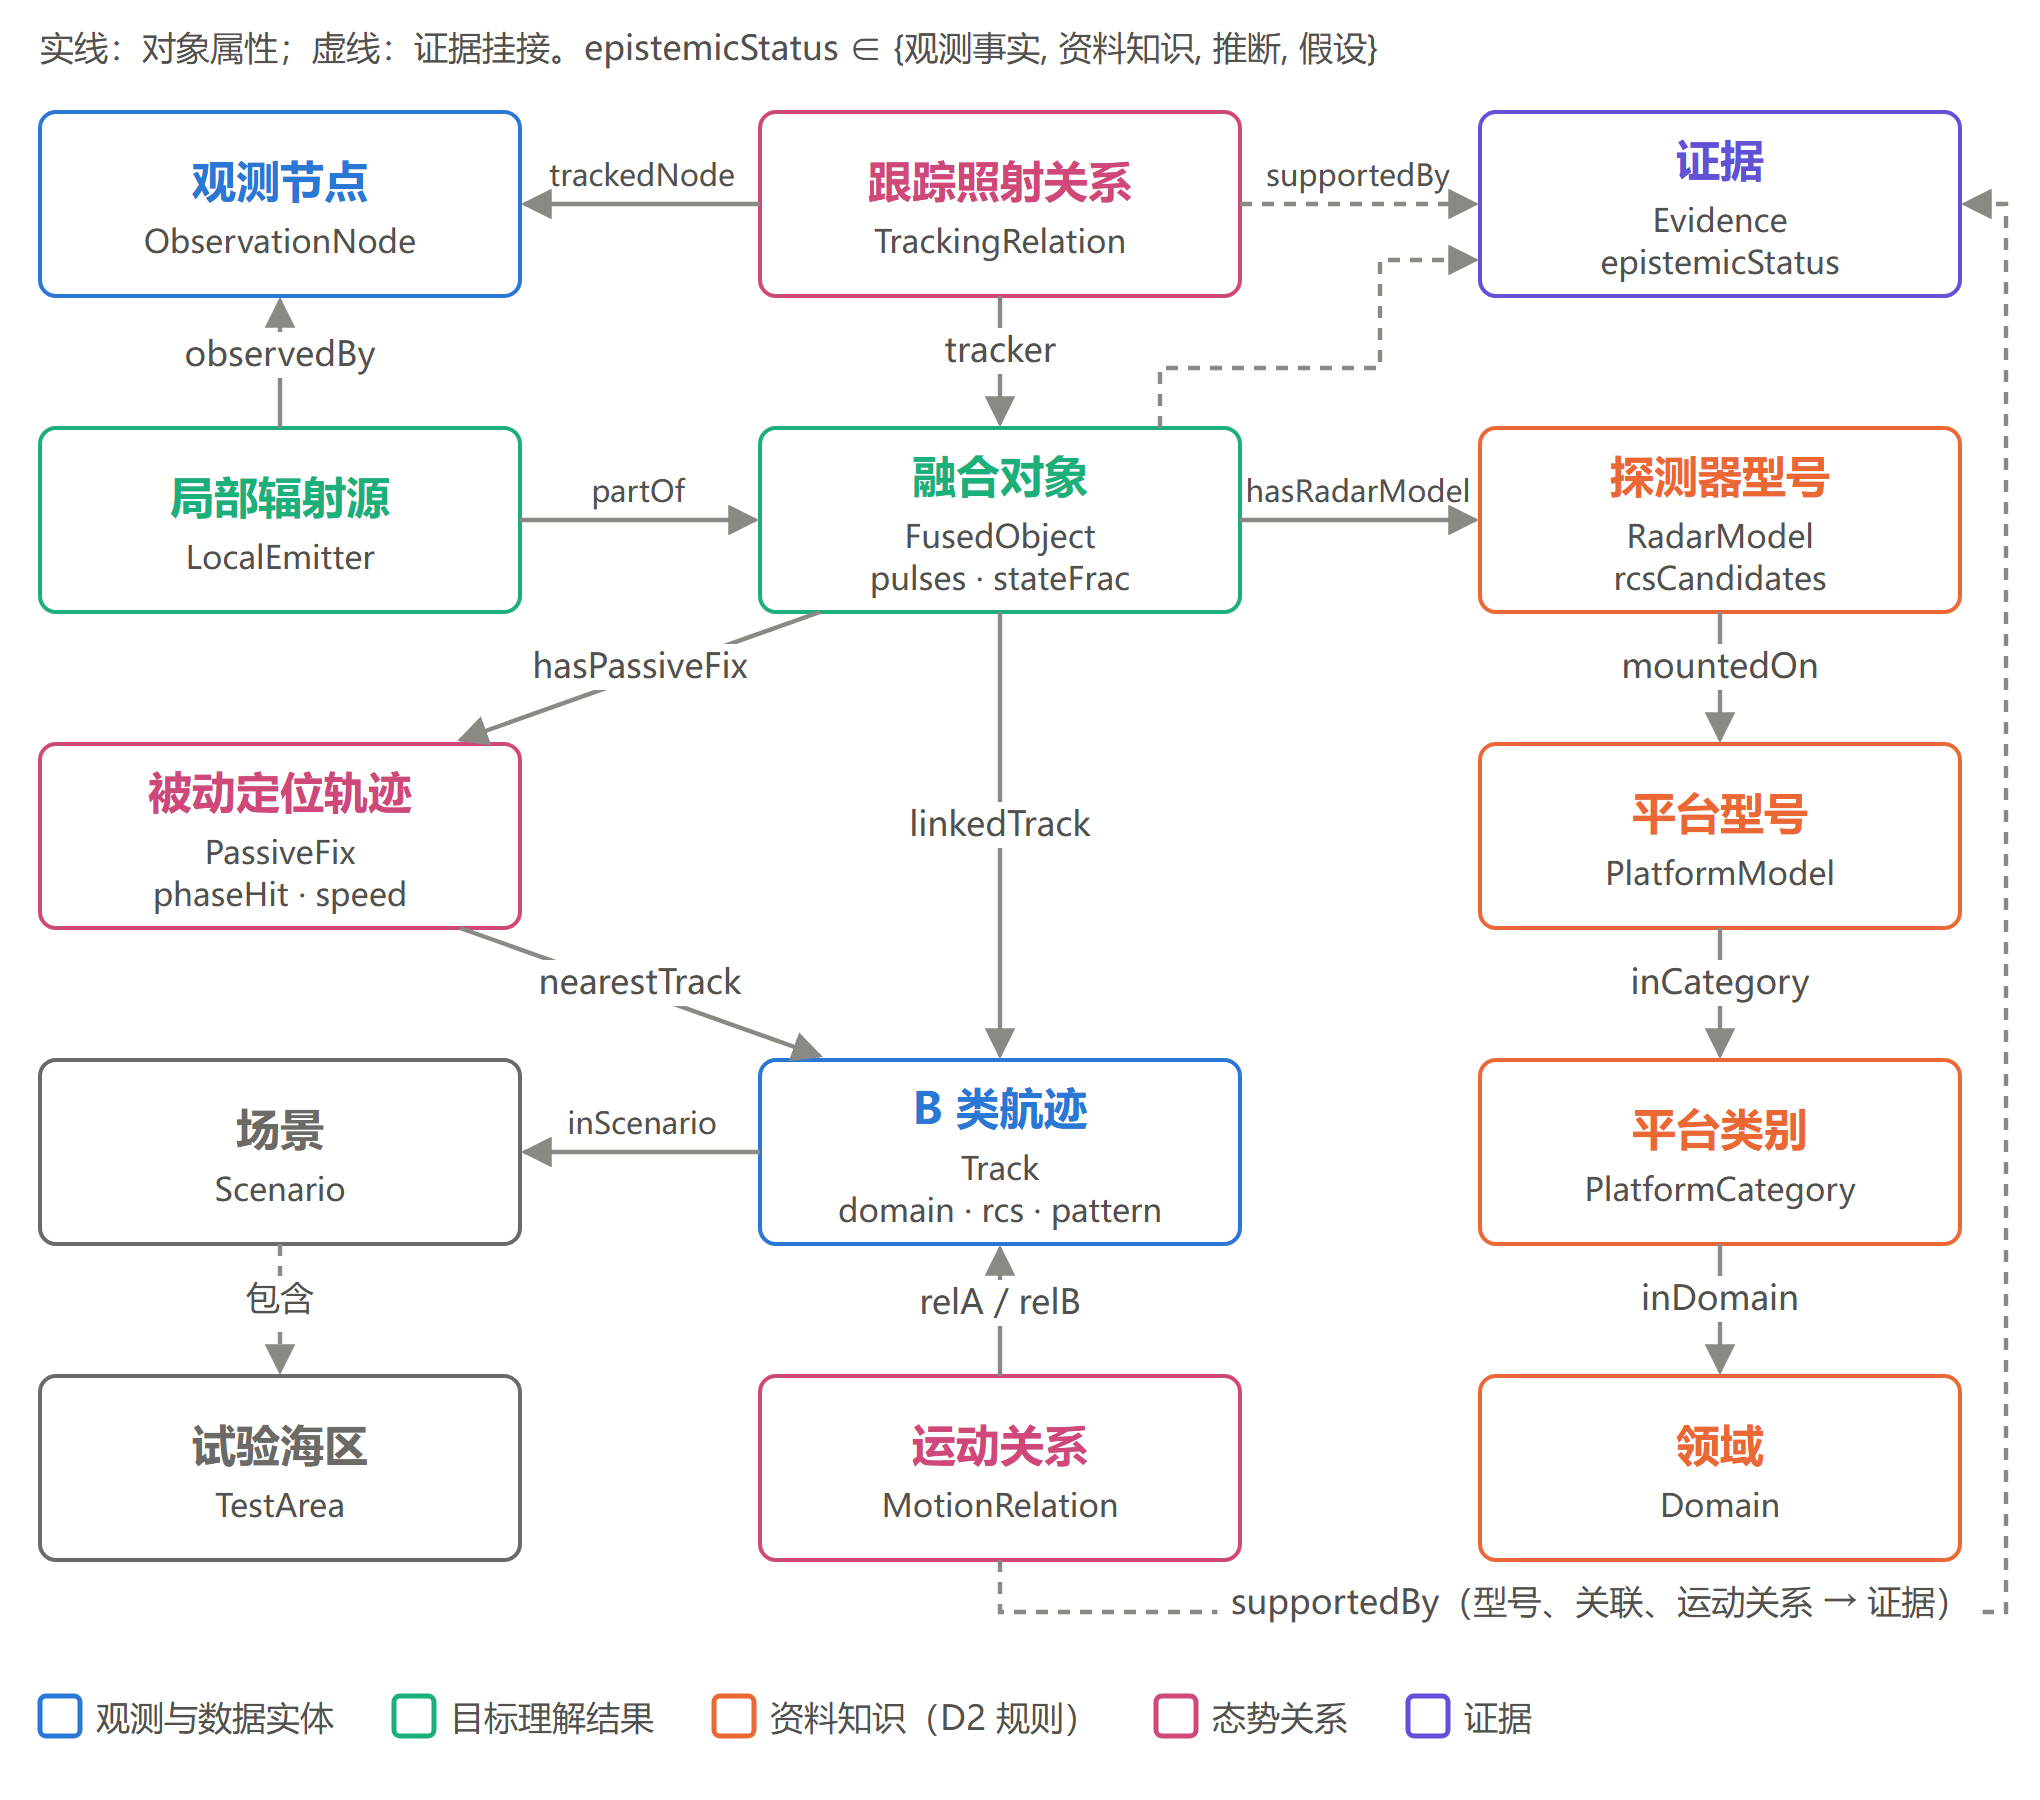 实线：对象属性；虚线：证据挂接。epistemicStatus ∈ {观测事实, 资料知识, 推断, 假设}
观测节点
ObservationNode
trackedNode
跟踪照射关系
TrackingRelation
supportedBy
证据
Evidence
epistemicStatus
observedBy
tracker
局部辐射源
LocalEmitter
partOf
融合对象
FusedObject
pulses · stateFrac
hasRadarModel
探测器型号
RadarModel
rcsCandidates
hasPassiveFix
mountedOn
被动定位轨迹
PassiveFix
phaseHit · speed
linkedTrack
平台型号
PlatformModel
nearestTrack
inCategory
场景
Scenario
inScenario
B 类航迹
Track
domain · rcs · pattern
平台类别
PlatformCategory
包含
relA / relB
inDomain
试验海区
TestArea
运动关系
MotionRelation
领域
Domain
supportedBy（型号、关联、运动关系 → 证据）
观测与数据实体
目标理解结果
资料知识（D2 规则）
态势关系
证据